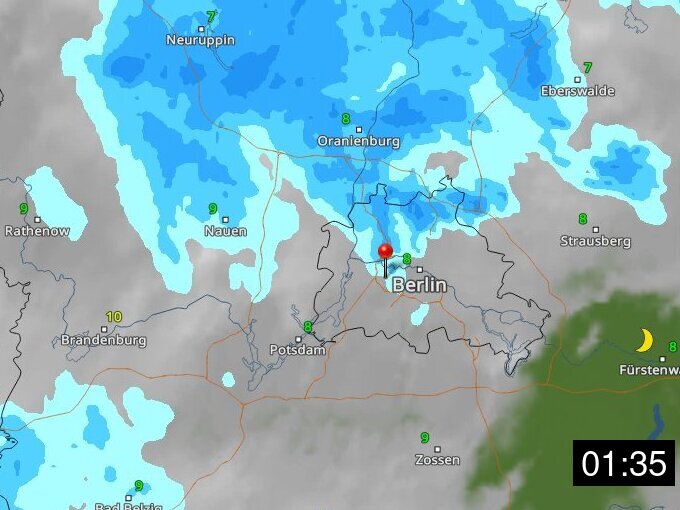 7
Neuruppin
7
Eberswalde
8
Oranienburg
9
Rathenow
9
Nauen
8
Strausberg
8
Berlin
10
Brandenburg
8
Potsdam
8
Fürstenwa
9
Zossen
9
Bad Belzig
01:35